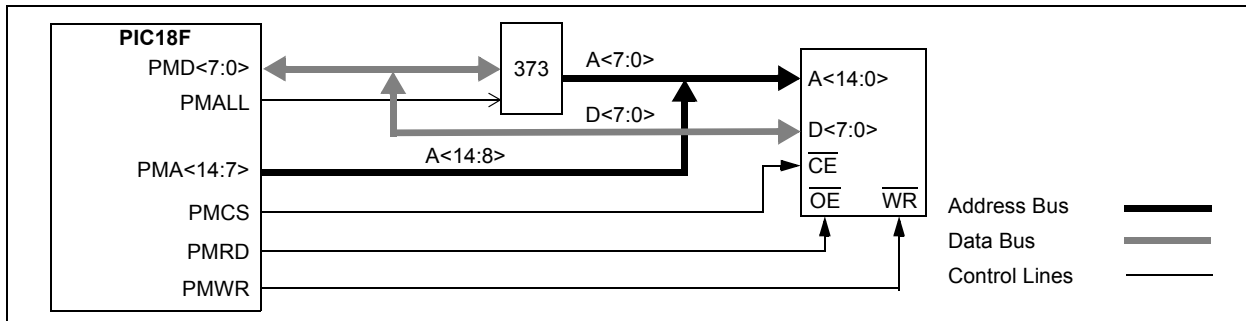 PIC18F
PMD<7:0>
373
A<7:0>
A<14:0>
PMALL
D<7:0>
D<7:0>
A<14:8>
PMA<14:7>
CE
PMCS
OE WR
Address Bus
PMRD
Data Bus
PMWR
Control Lines